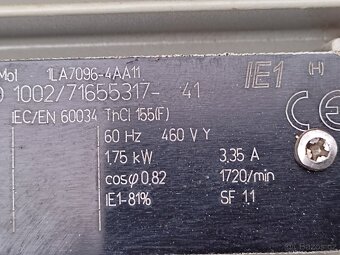 Mot 1LA7096-4AA11 IE1 (H)
1002/71655317- 41
IEC/EN 60034 ThCl 155(F) CE
60 Hz 460 V Y
1,75 kW 3,35 A
cosφ 0,82 1720/min
IE1-81% SF 1,1